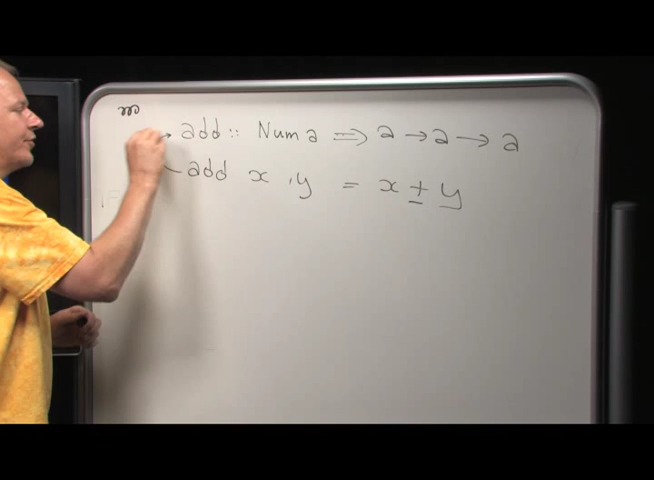 add :: Num a => a → a → a
add x y = x + y